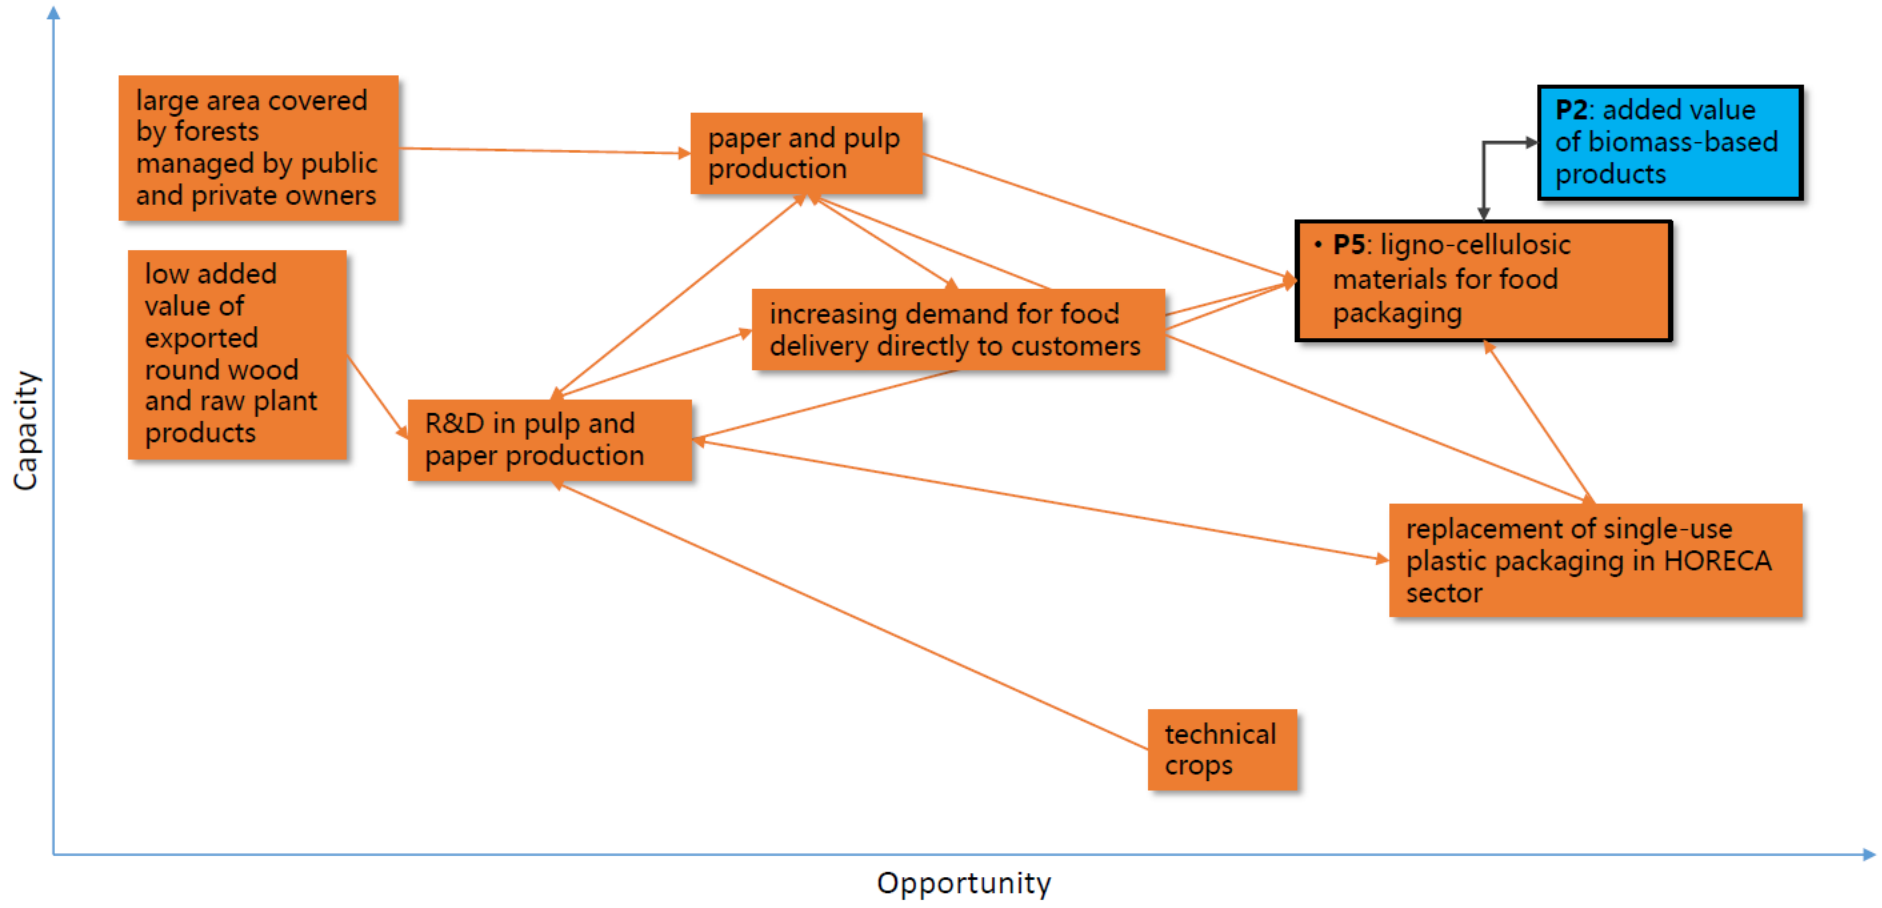 large area covered
by forests
managed by public
and private owners
paper and pulp
production
P2: added value
of biomass-based
products
• P5: ligno-cellulosic
materials for food
packaging
low added
value of
exported
round wood
and raw plant
products
increasing demand for food
delivery directly to customers
R&D in pulp and
paper production
replacement of single-use
plastic packaging in HORECA
sector
technical
crops
Capacity
Opportunity